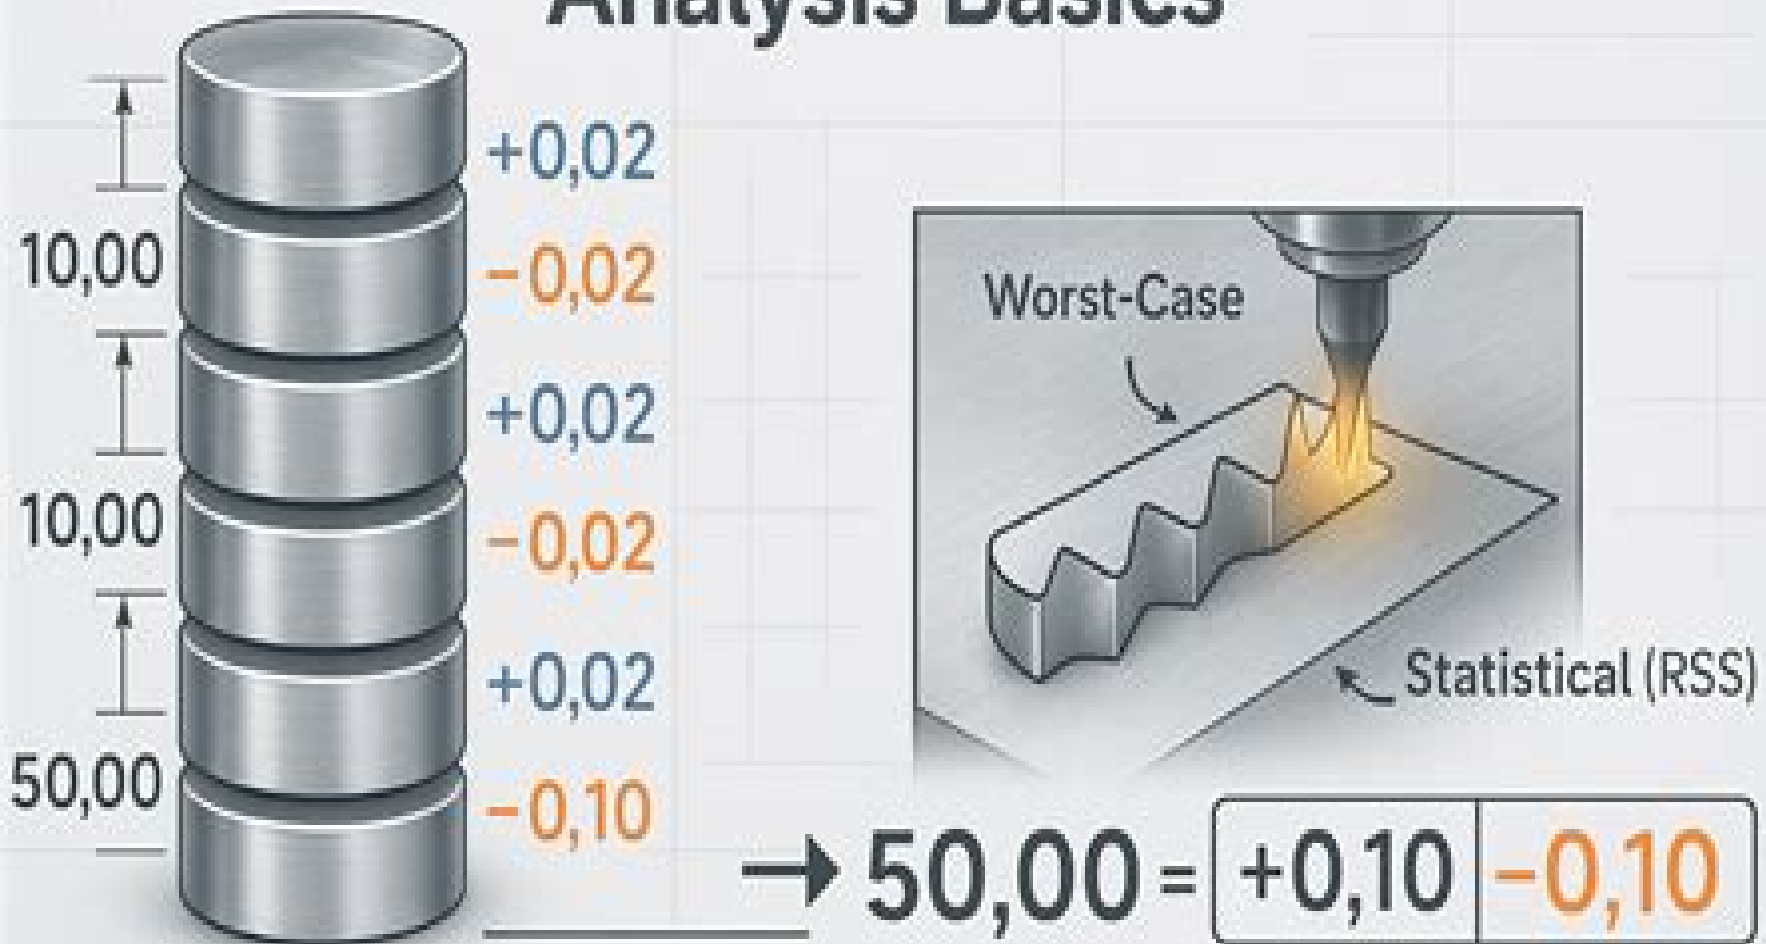 Analysis Basics
+0,02
10,00
−0,02
+0,02
10,00
−0,02
+0,02
50,00
−0,10
Worst-Case
Statistical (RSS)
→ 50,00 = +0,10 −0,10